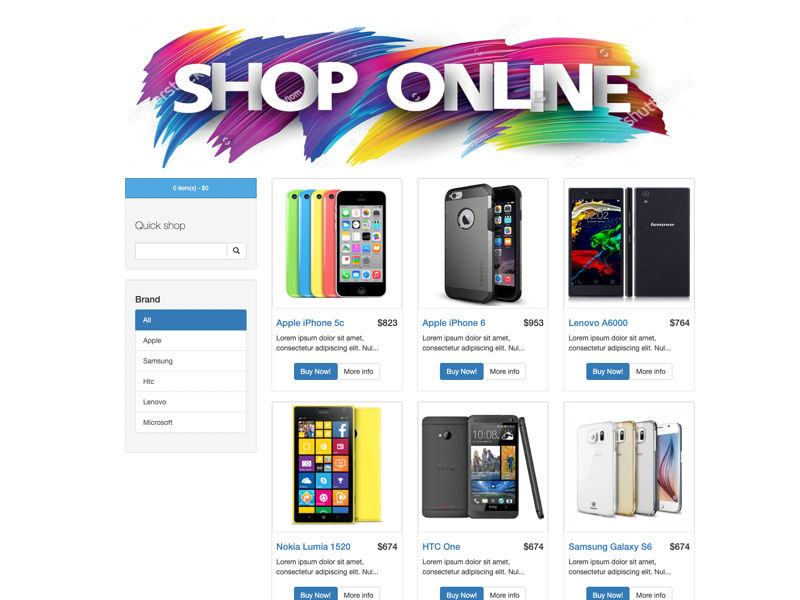 SHOP ONLINE
0 item(s) - $0
Quick shop
Brand
All
Apple
Samsung
Htc
Lenovo
Microsoft
Apple iPhone 5c $823
Lorem ipsum dolor sit amet,
consectetur adipiscing elit. Nul...
Buy Now! More info
Apple iPhone 6 $953
Lorem ipsum dolor sit amet,
consectetur adipiscing elit. Nul...
Buy Now! More info
lenovo
02:02
Lenovo A6000 $764
Lorem ipsum dolor sit amet,
consectetur adipiscing elit. Nul...
Buy Now! More info
Nokia Lumia 1520 $674
Lorem ipsum dolor sit amet,
consectetur adipiscing elit. Nul...
Buy Now! More info
10:08
hTC
HTC One $674
Lorem ipsum dolor sit amet,
consectetur adipiscing elit. Nul...
Buy Now! More info
Samsung Galaxy S6 $674
Lorem ipsum dolor sit amet,
consectetur adipiscing elit. Nul...
Buy Now! More info